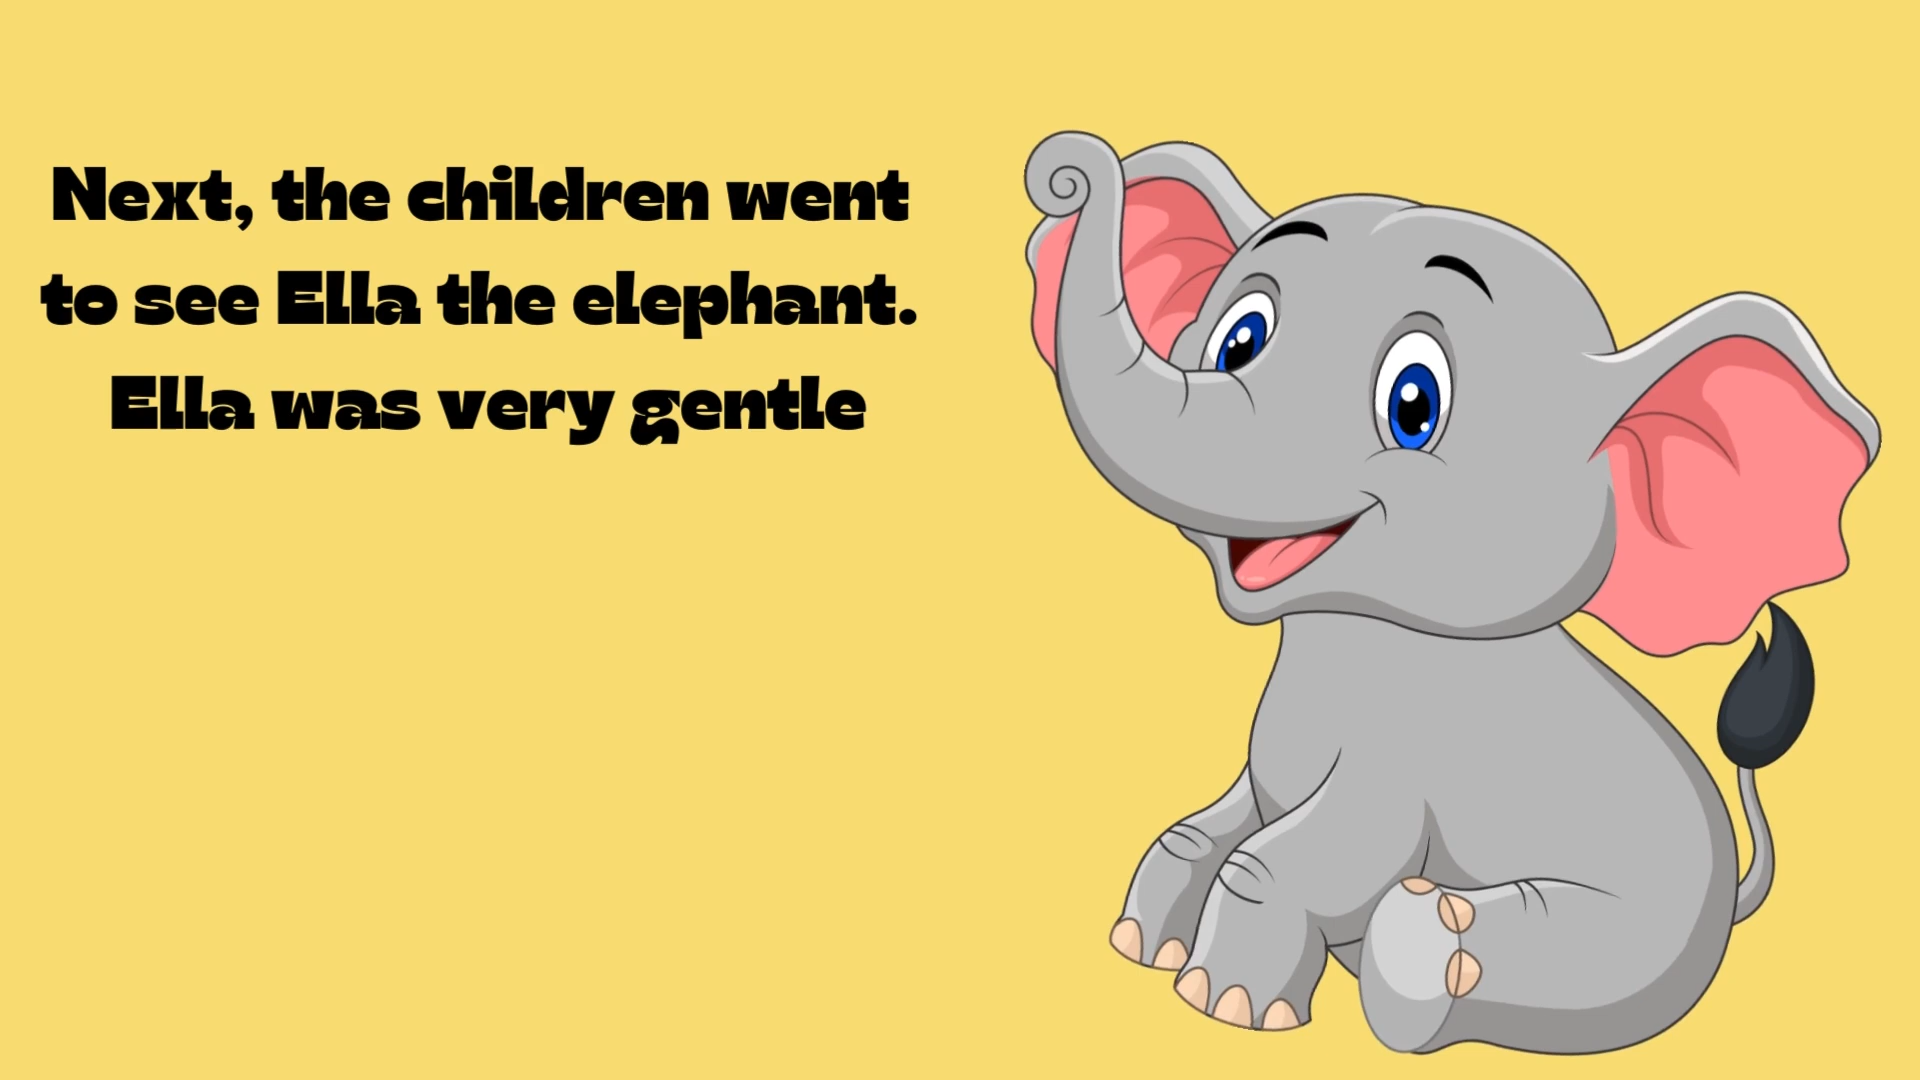 Next, the children went
to see Ella the elephant.
Ella was very gentle